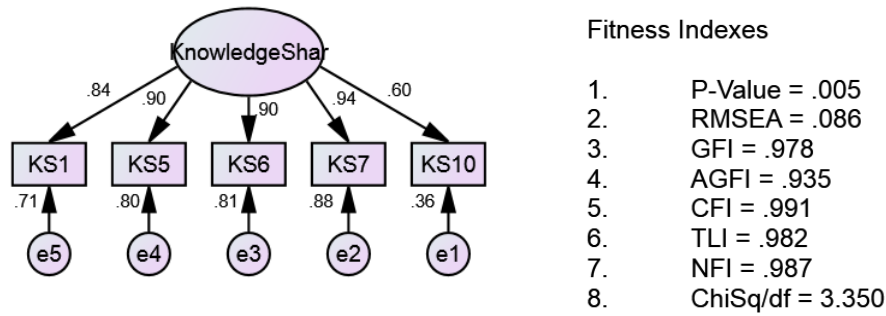 KnowledgeShar
.84
.90
.90
.94
.60
KS1
KS5
KS6
KS7
KS10
.71
.80
.81
.88
.36
e5
e4
e3
e2
e1
Fitness Indexes
1. P-Value = .005
2. RMSEA = .086
3. GFI = .978
4. AGFI = .935
5. CFI = .991
6. TLI = .982
7. NFI = .987
8. ChiSq/df = 3.350